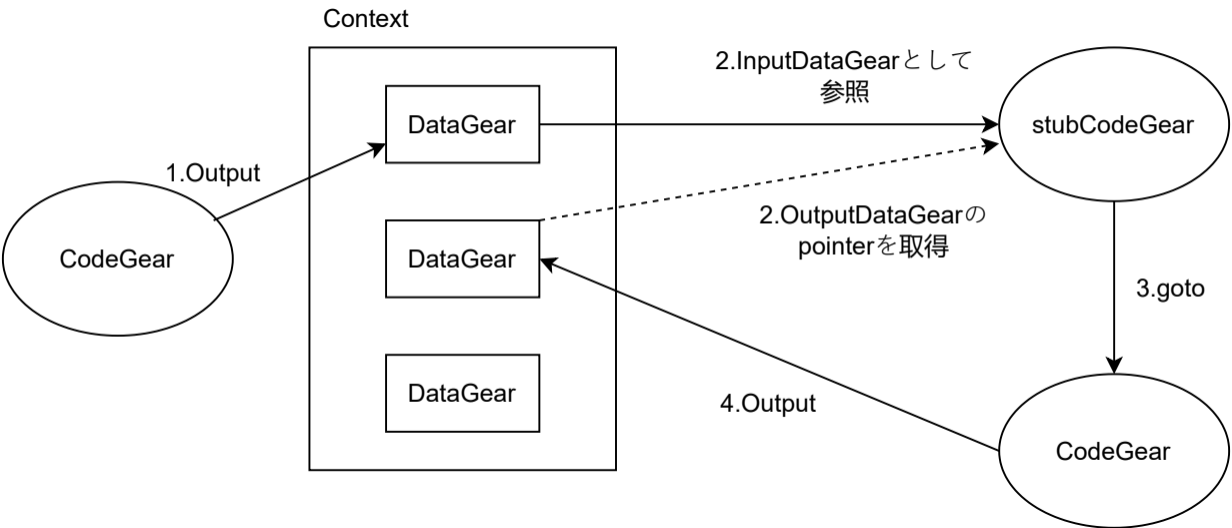 Context
2.InputDataGearとして
参照
DataGear
stubCodeGear
1.Output
2.OutputDataGearの
pointerを取得
CodeGear
DataGear
3.goto
DataGear
4.Output
CodeGear